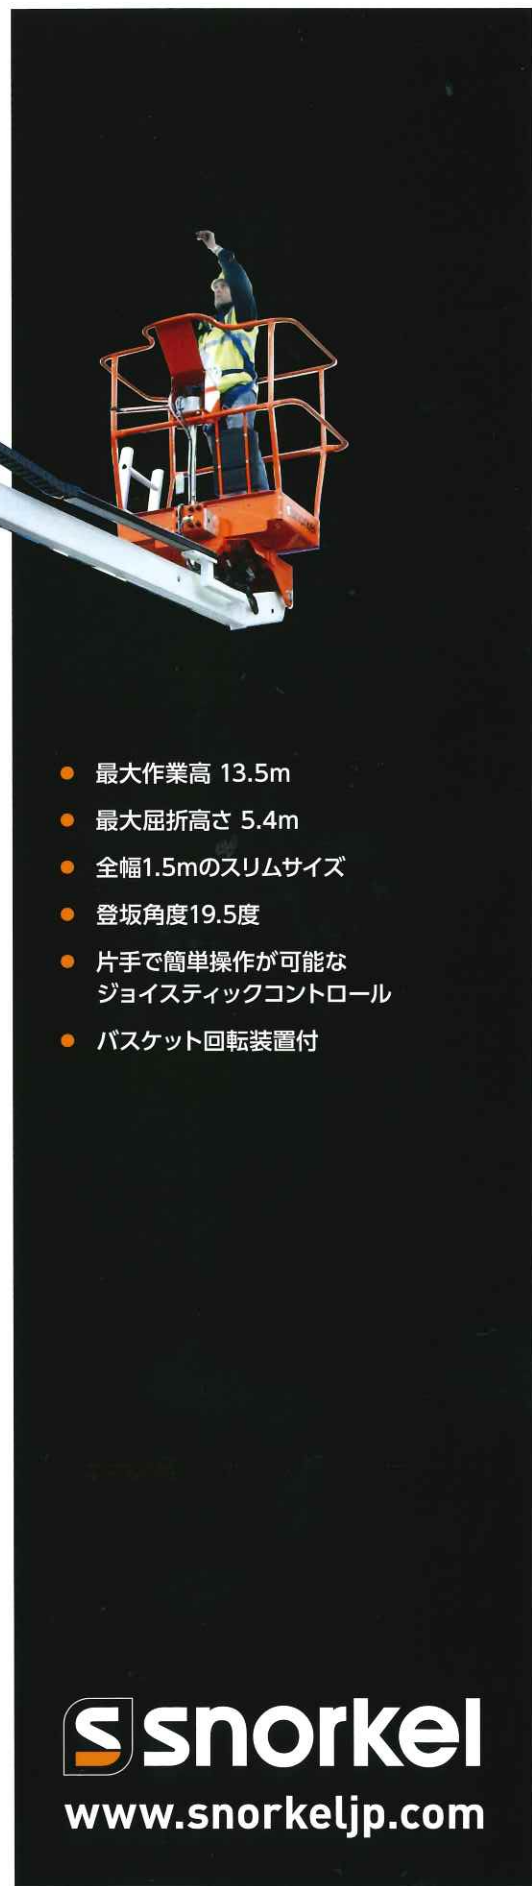 最大作業高 13.5m
最大屈折高さ 5.4m
全幅1.5mのスリムサイズ
登坂角度19.5度
片手で簡単操作が可能な
ジョイスティックコントロール
バスケット回転装置付
snorkel
www.snorkeljp.com